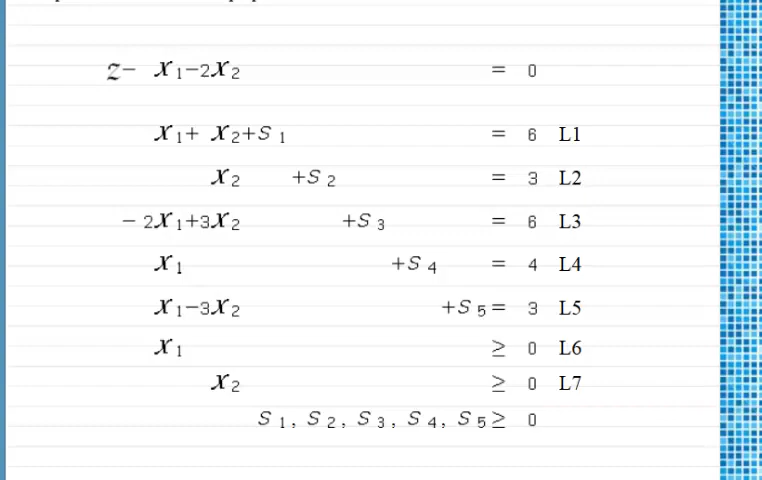 z- x1-2x2 = 0
x1+ x2+S1 = 6 L1
x2 +S2 = 3 L2
-2x1+3x2 +S3 = 6 L3
x1 +S4 = 4 L4
x1-3x2 +S5= 3 L5
x1 ≥ 0 L6
x2 ≥ 0 L7
S1, S2, S3, S4, S5≥ 0